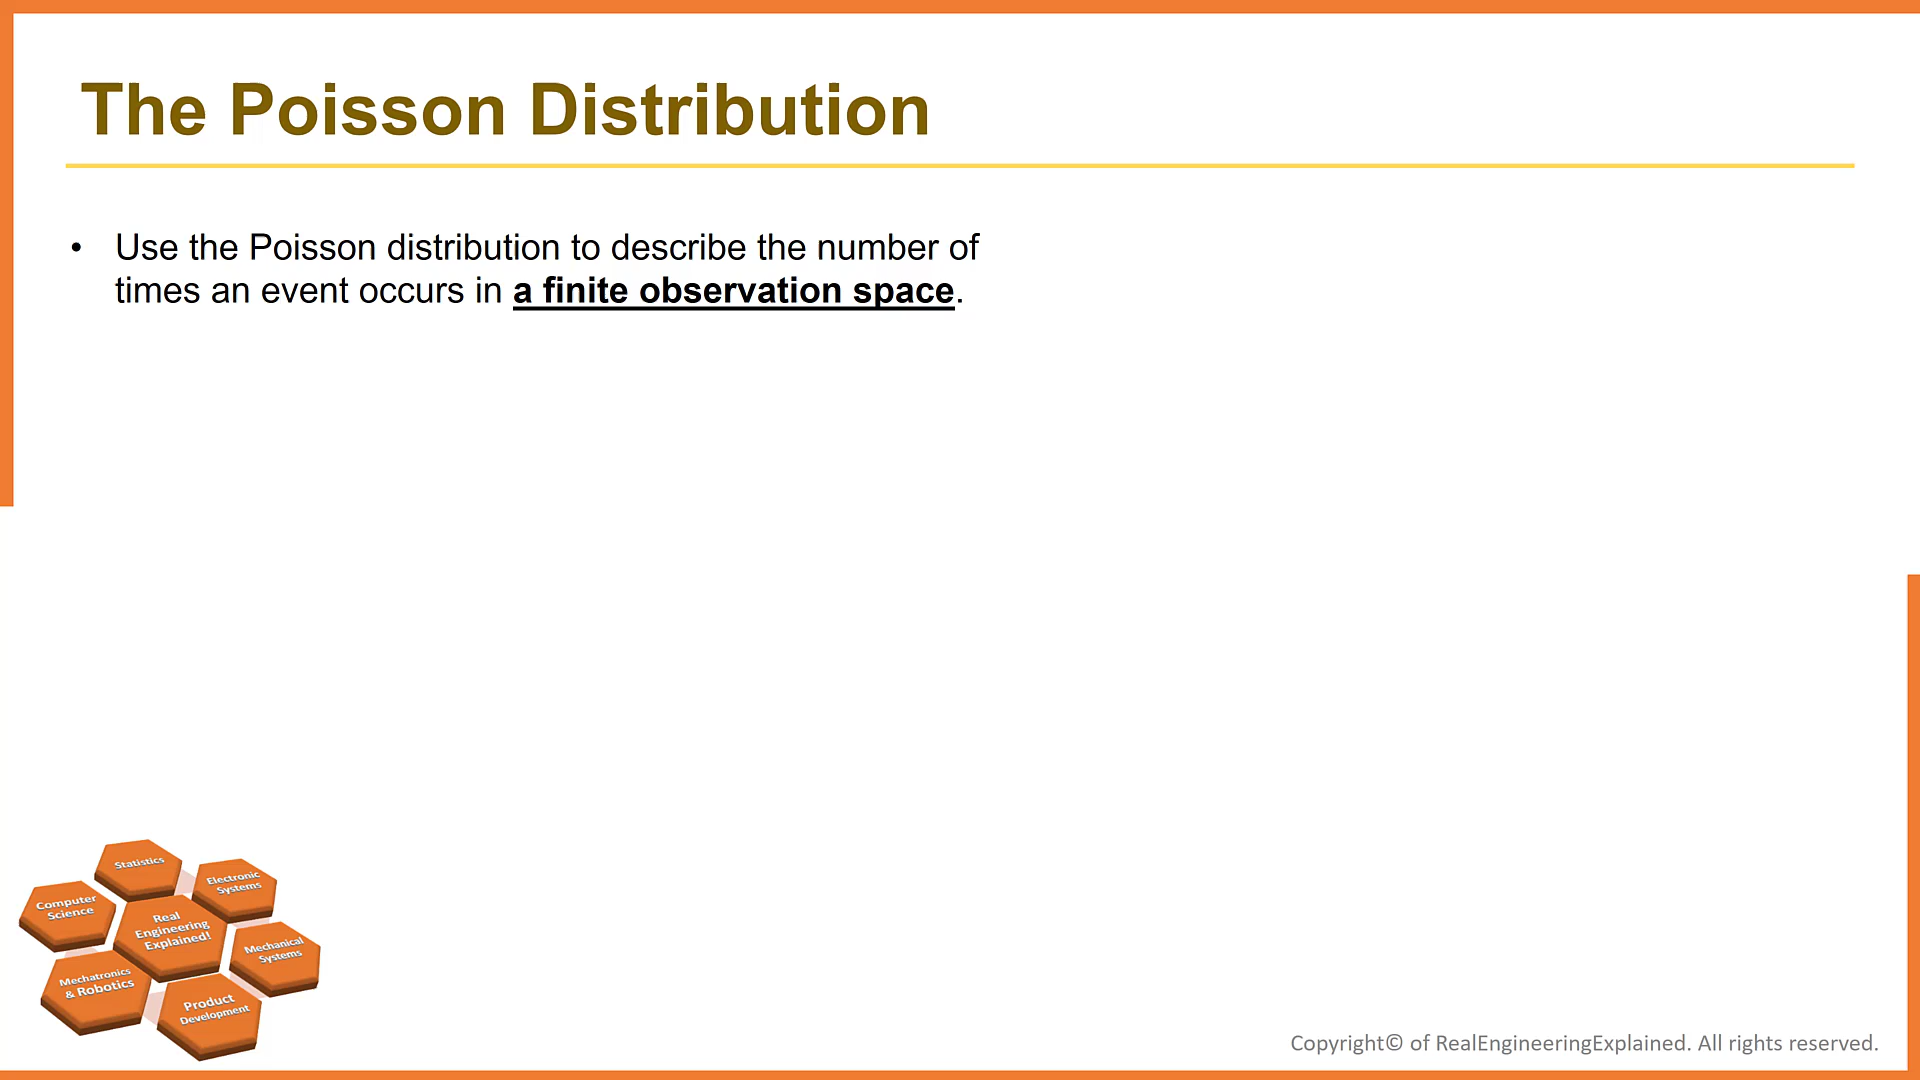 The Poisson Distribution
• Use the Poisson distribution to describe the number of
times an event occurs in a finite observation space.
Statistics
Electronic
Systems
Computer
Science
Real
Engineering
Explained!
Mechanical
Systems
Mechatronics
& Robotics
Product
Development
Copyright© of RealEngineeringExplained. All rights reserved.